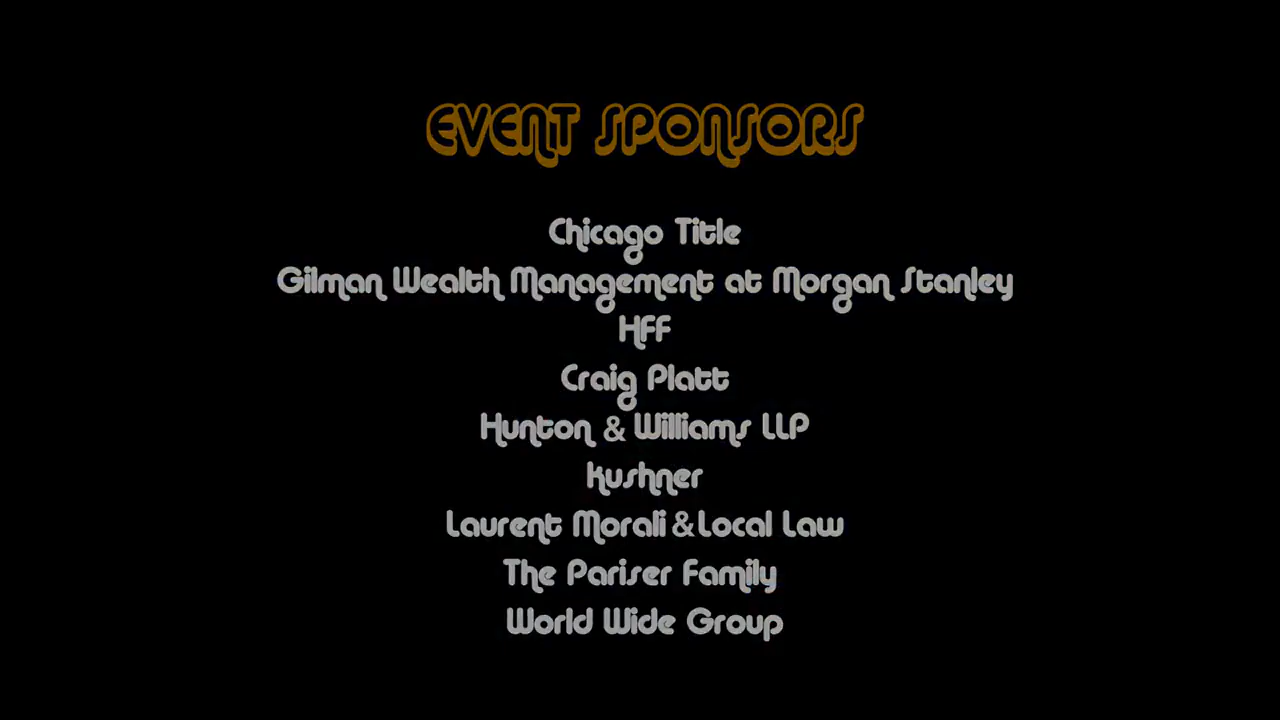 EVENT SPONSORS
Chicago Title
Gilman Wealth Management at Morgan Stanley
HFF
Craig Platt
Hunton & Williams LLP
Kushner
Laurent Morali & Local Law
The Pariser Family
World Wide Group